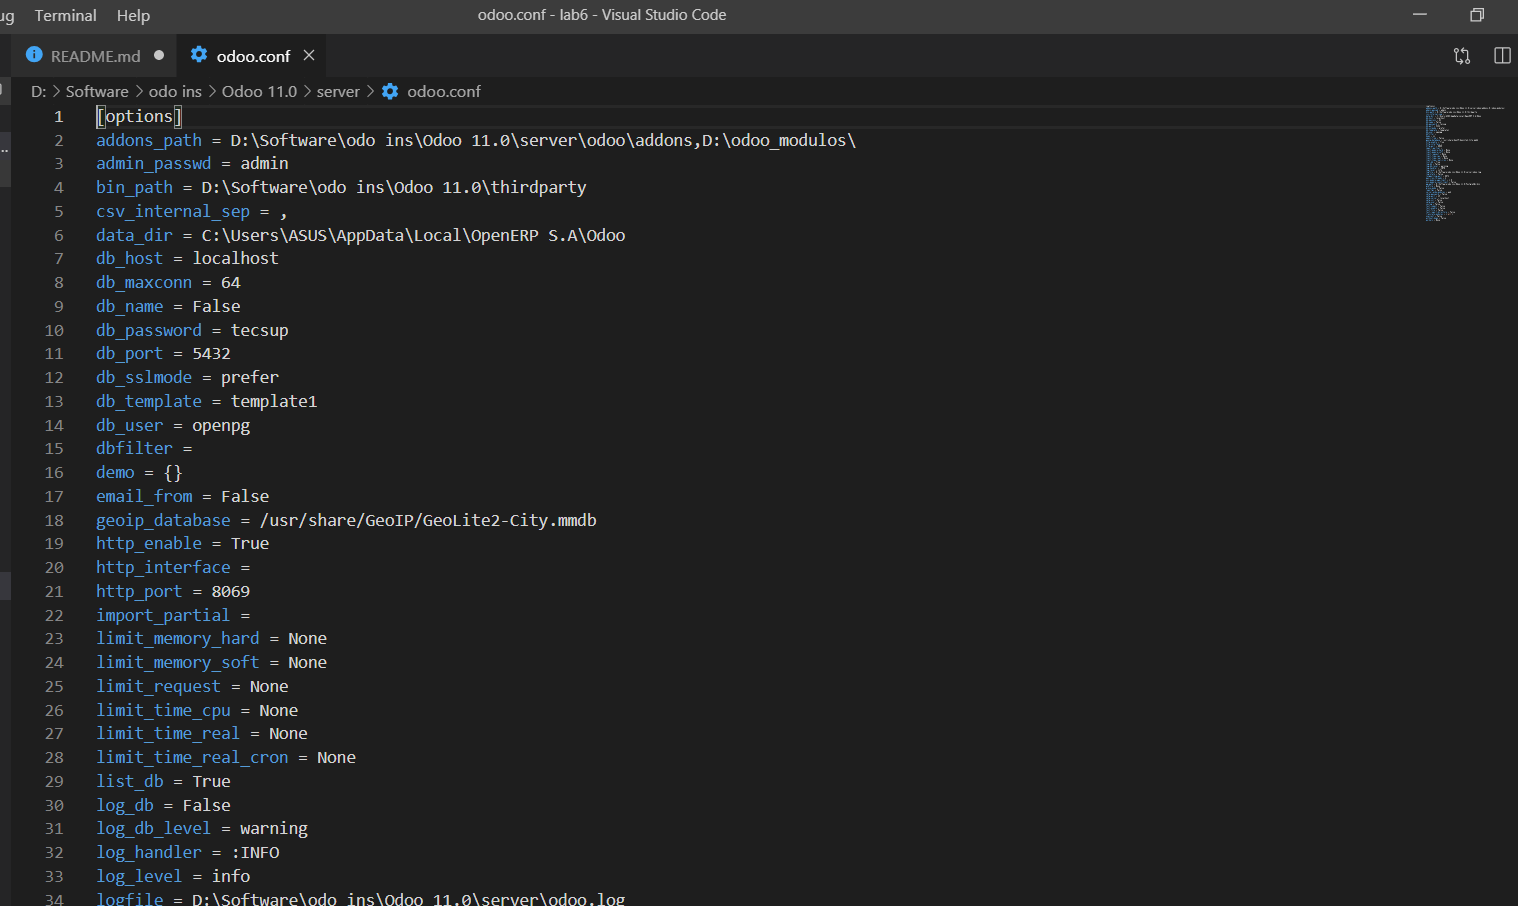 ug Terminal Help odoo.conf - lab6 - Visual Studio Code
README.md odoo.conf
D: > Software > odo ins > Odoo 11.0 > server > odoo.conf
1 [options]
2 addons_path = D:\Software\odo ins\Odoo 11.0\server\odoo\addons,D:\odoo_modulos\
3 admin_passwd = admin
4 bin_path = D:\Software\odo ins\Odoo 11.0\thirdparty
5 csv_internal_sep = ,
6 data_dir = C:\Users\ASUS\AppData\Local\OpenERP S.A\Odoo
7 db_host = localhost
8 db_maxconn = 64
9 db_name = False
10 db_password = tecsup
11 db_port = 5432
12 db_sslmode = prefer
13 db_template = template1
14 db_user = openpg
15 dbfilter =
16 demo = {}
17 email_from = False
18 geoip_database = /usr/share/GeoIP/GeoLite2-City.mmdb
19 http_enable = True
20 http_interface =
21 http_port = 8069
22 import_partial =
23 limit_memory_hard = None
24 limit_memory_soft = None
25 limit_request = None
26 limit_time_cpu = None
27 limit_time_real = None
28 limit_time_real_cron = None
29 list_db = True
30 log_db = False
31 log_db_level = warning
32 log_handler = :INFO
33 log_level = info
34 logfile = D:\Software\odo ins\Odoo 11.0\server\odoo.log